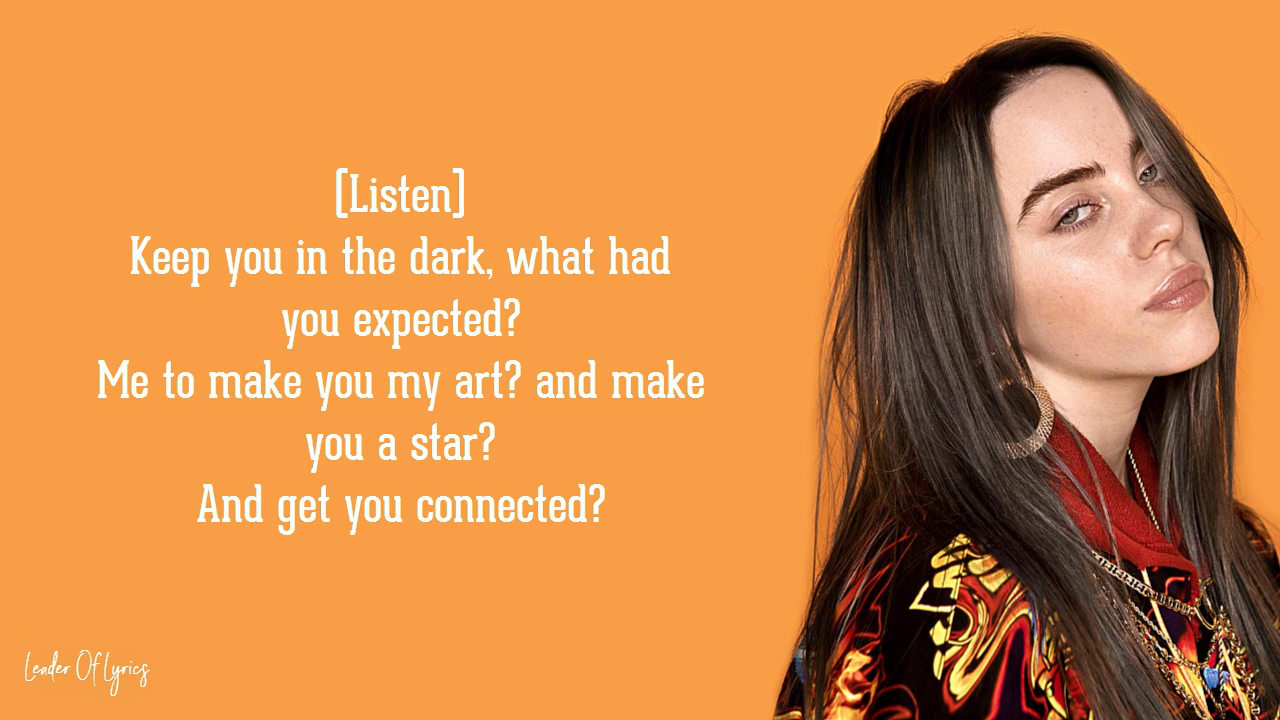 [Listen]
Keep you in the dark, what had
you expected?
Me to make you my art? and make
you a star?
And get you connected?
Leader Of Lyrics